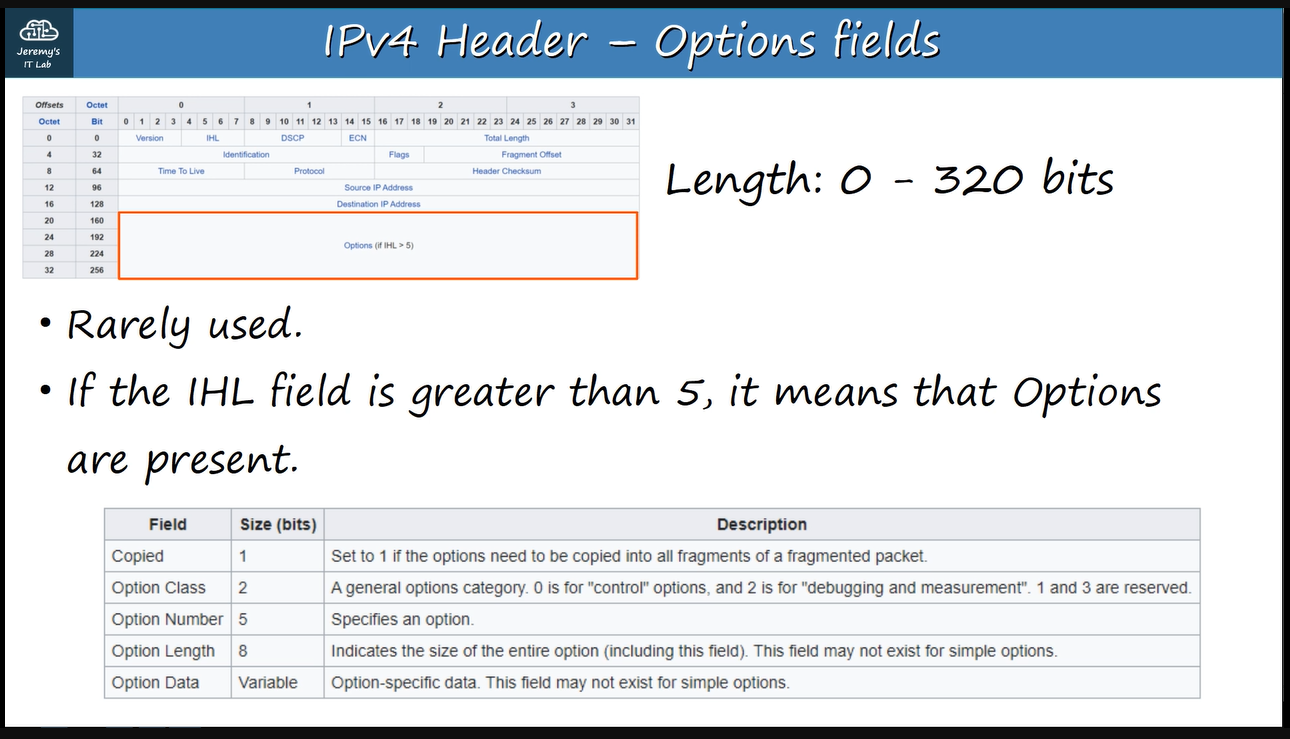 Jeremy's
IT Lab
IPv4 Header – Options fields
Offsets Octet 0 1 2 3
Octet Bit 0 1 2 3 4 5 6 7 8 9 10 11 12 13 14 15 16 17 18 19 20 21 22 23 24 25 26 27 28 29 30 31
0 0 Version IHL DSCP ECN Total Length
4 32 Identification Flags Fragment Offset
8 64 Time To Live Protocol Header Checksum
12 96 Source IP Address
16 128 Destination IP Address
20 160
24 192
Options (if IHL > 5)
28 224
32 256
Length: 0 - 320 bits
• Rarely used.
• If the IHL field is greater than 5, it means that Options
are present.
Field Size (bits) Description
Copied 1 Set to 1 if the options need to be copied into all fragments of a fragmented packet.
Option Class 2 A general options category. 0 is for "control" options, and 2 is for "debugging and measurement". 1 and 3 are reserved.
Option Number 5 Specifies an option.
Option Length 8 Indicates the size of the entire option (including this field). This field may not exist for simple options.
Option Data Variable Option-specific data. This field may not exist for simple options.